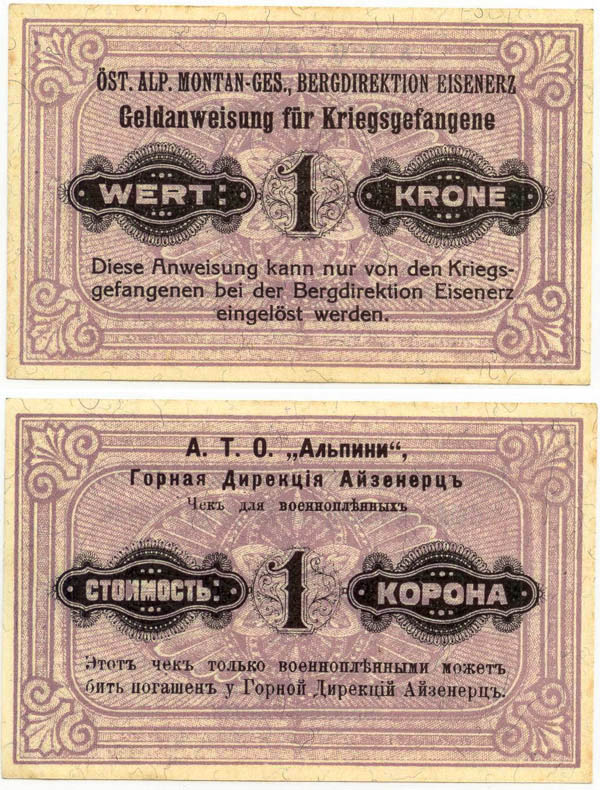 ÖST. ALP. MONTAN-GES., BERGDIREKTION EISENERZ
Geldanweisung für Kriegsgefangene
WERT: 1 KRONE
Diese Anweisung kann nur von den Kriegs-
gefangenen bei der Bergdirektion Eisenerz
eingelöst werden.
А. Т. О. „Альпини“,
Горная Дирекція Айзенерцъ
Чекъ для военноплѣнныхъ
СТОИМОСТЬ: 1 КОРОНА
Этотъ чекъ только военноплѣнными можетъ
бить погашенъ у Горной Дирекцій Айзенерцъ.